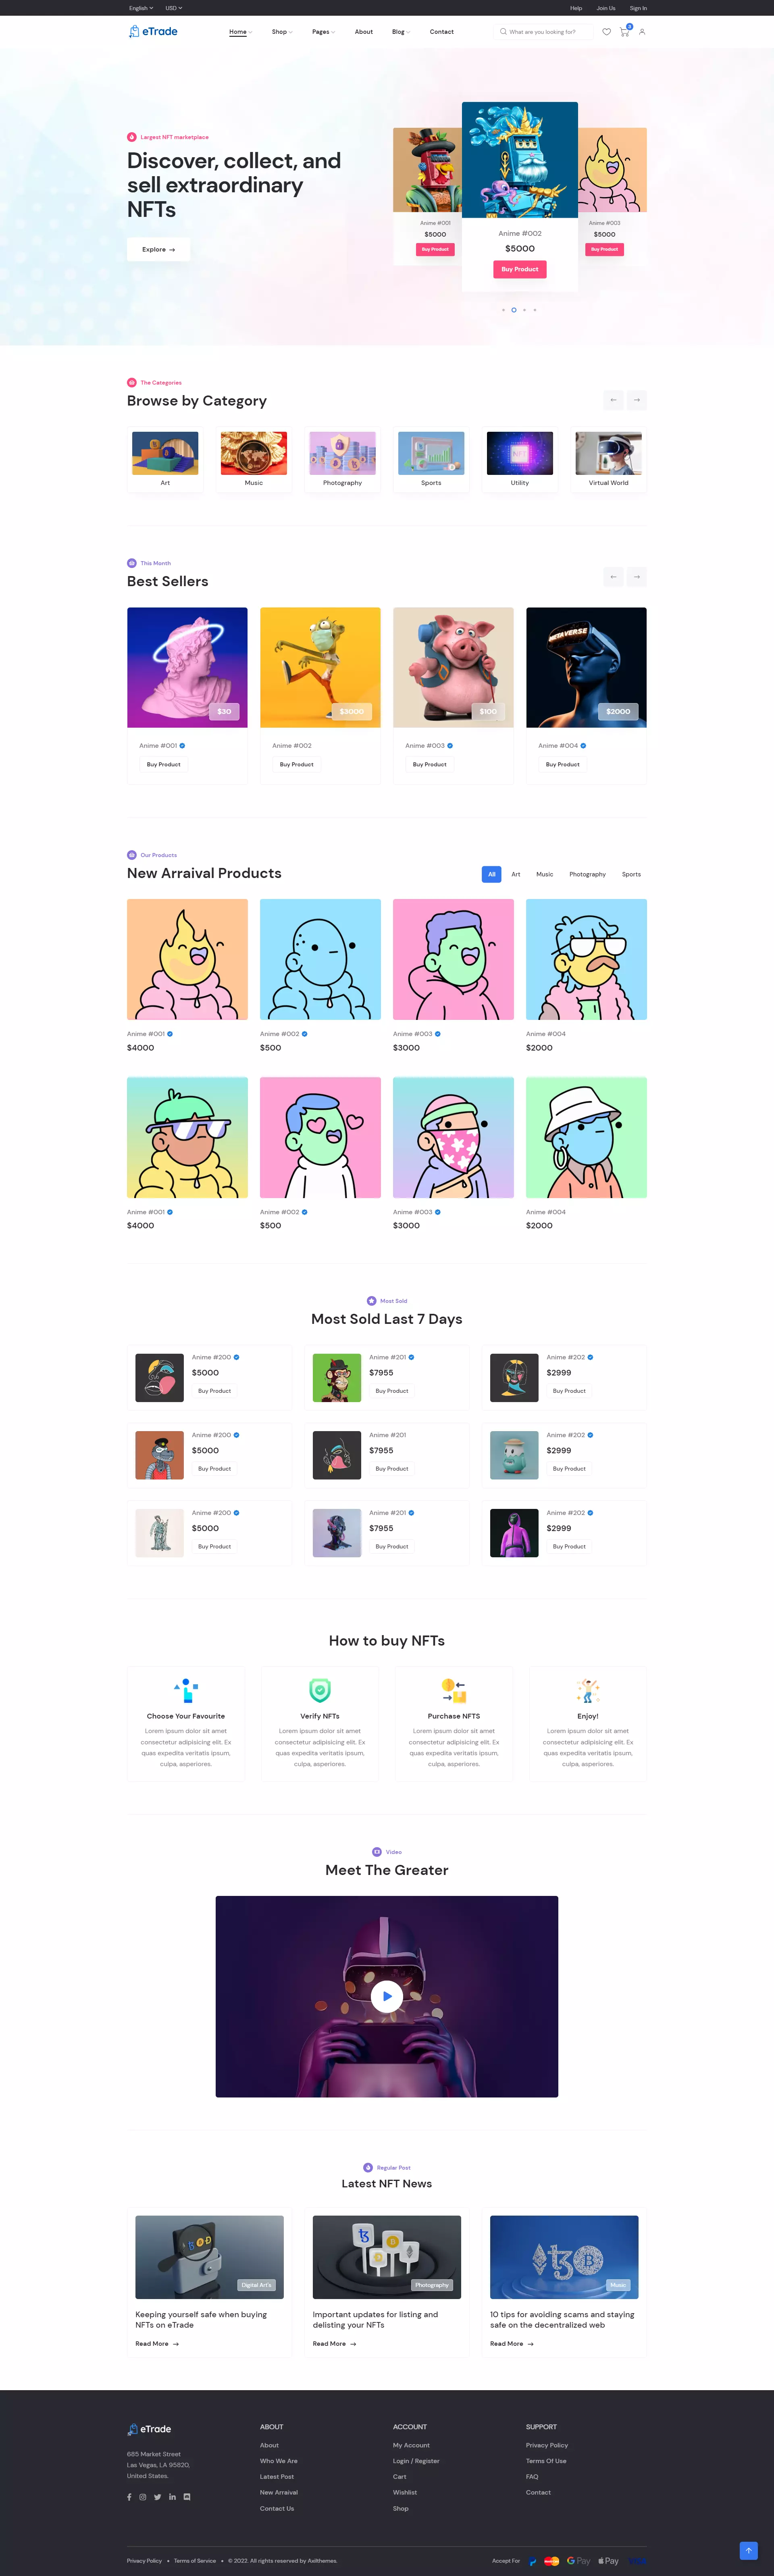 English USD Help Join Us Sign In
eTrade Home Shop Pages About Blog Contact What are you looking for?
Largest NFT marketplace
Discover, collect, and
sell extraordinary
NFTs
Explore →
Anime #001
$5000
Buy Product
Anime #002
$5000
Buy Product
Anime #003
$5000
Buy Product
The Categories
Browse by Category
Art Music Photography Sports Utility Virtual World
This Month
Best Sellers
$30 $3000 $100 $2000
METAVERSE
Anime #001 Anime #002 Anime #003 Anime #004
Buy Product Buy Product Buy Product Buy Product
Our Products
New Arraival Products
All Art Music Photography Sports
Anime #001 Anime #002 Anime #003 Anime #004
$4000 $500 $3000 $2000
Anime #001 Anime #002 Anime #003 Anime #004
$4000 $500 $3000 $2000
Most Sold
Most Sold Last 7 Days
Anime #200 Anime #201 Anime #202
$5000 $7955 $2999
Buy Product Buy Product Buy Product
Anime #200 Anime #201 Anime #202
$5000 $7955 $2999
Buy Product Buy Product Buy Product
Anime #200 Anime #201 Anime #202
$5000 $7955 $2999
Buy Product Buy Product Buy Product
How to buy NFTs
Choose Your Favourite
Lorem ipsum dolor sit amet
consectetur adipisicing elit. Ex
quas expedita veritatis ipsum,
culpa, asperiores.
Verify NFTs
Lorem ipsum dolor sit amet
consectetur adipisicing elit. Ex
quas expedita veritatis ipsum,
culpa, asperiores.
Purchase NFTS
Lorem ipsum dolor sit amet
consectetur adipisicing elit. Ex
quas expedita veritatis ipsum,
culpa, asperiores.
Enjoy!
Lorem ipsum dolor sit amet
consectetur adipisicing elit. Ex
quas expedita veritatis ipsum,
culpa, asperiores.
Video
Meet The Greater
Regular Post
Latest NFT News
Digital Art's
Keeping yourself safe when buying
NFTs on eTrade
Read More →
Photography
Important updates for listing and
delisting your NFTs
Read More →
Music
10 tips for avoiding scams and staying
safe on the decentralized web
Read More →
eTrade
685 Market Street
Las Vegas, LA 95820,
United States.
ABOUT
About
Who We Are
Latest Post
New Arraival
Contact Us
ACCOUNT
My Account
Login / Register
Cart
Wishlist
Shop
SUPPORT
Privacy Policy
Terms Of Use
FAQ
Contact
Privacy Policy • Terms of Service • © 2022. All rights reserved by Axilthemes. Accept For G Pay Pay